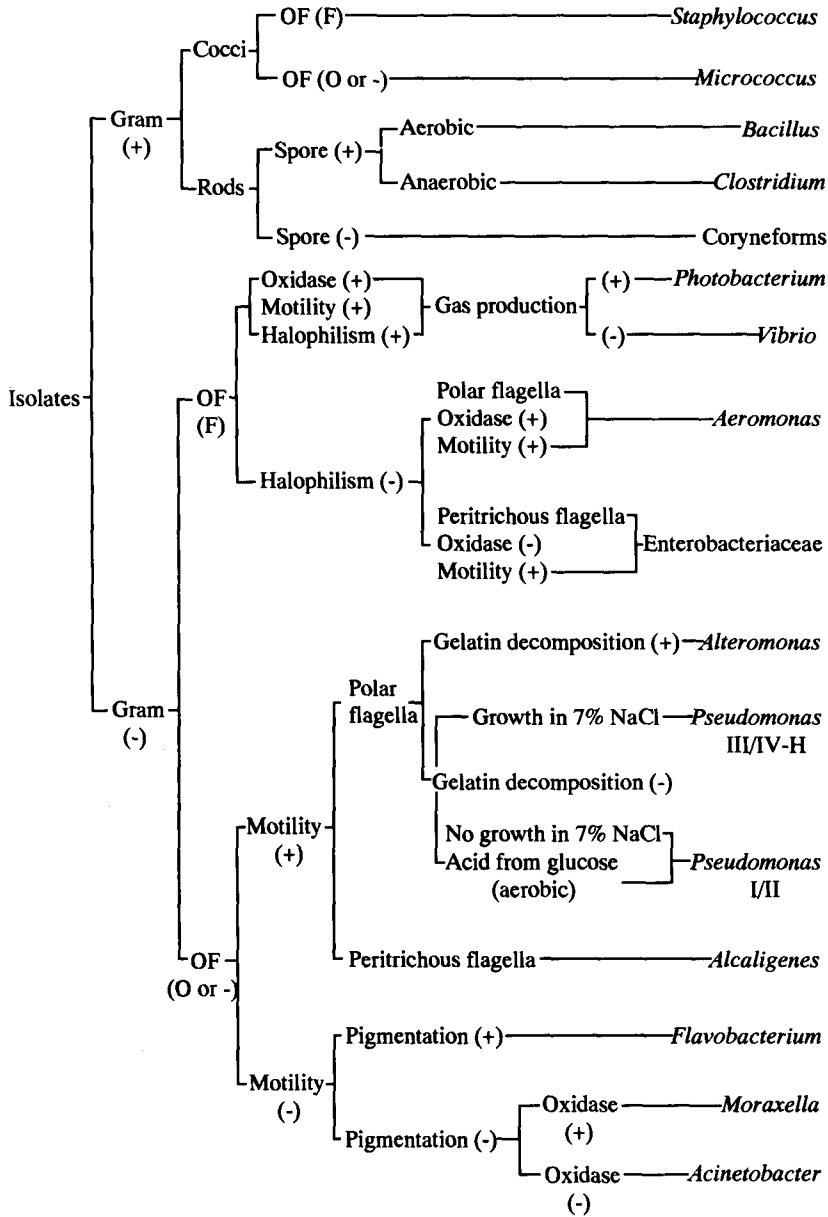 OF (F) Staphylococcus
Cocci
OF (O or -) Micrococcus
Gram
(+)
Aerobic Bacillus
Spore (+)
Rods
Anaerobic Clostridium
Spore (-) Coryneforms
Oxidase (+) (+) Photobacterium
Motility (+) Gas production
Halophilism (+) (-) Vibrio
Isolates
OF
(F)
Polar flagella
Oxidase (+) Aeromonas
Motility (+)
Halophilism (-)
Peritrichous flagella
Oxidase (-) Enterobacteriaceae
Motility (+)
Gelatin decomposition (+) Alteromonas
Polar
flagella
Gram
(-)
Growth in 7% NaCl Pseudomonas
III/IV-H
Gelatin decomposition (-)
Motility
(+)
No growth in 7% NaCl
Acid from glucose Pseudomonas
(aerobic) I/II
OF
(O or -)
Peritrichous flagella Alcaligenes
Pigmentation (+) Flavobacterium
Motility
(-)
Oxidase Moraxella
(+)
Pigmentation (-)
Oxidase Acinetobacter
(-)